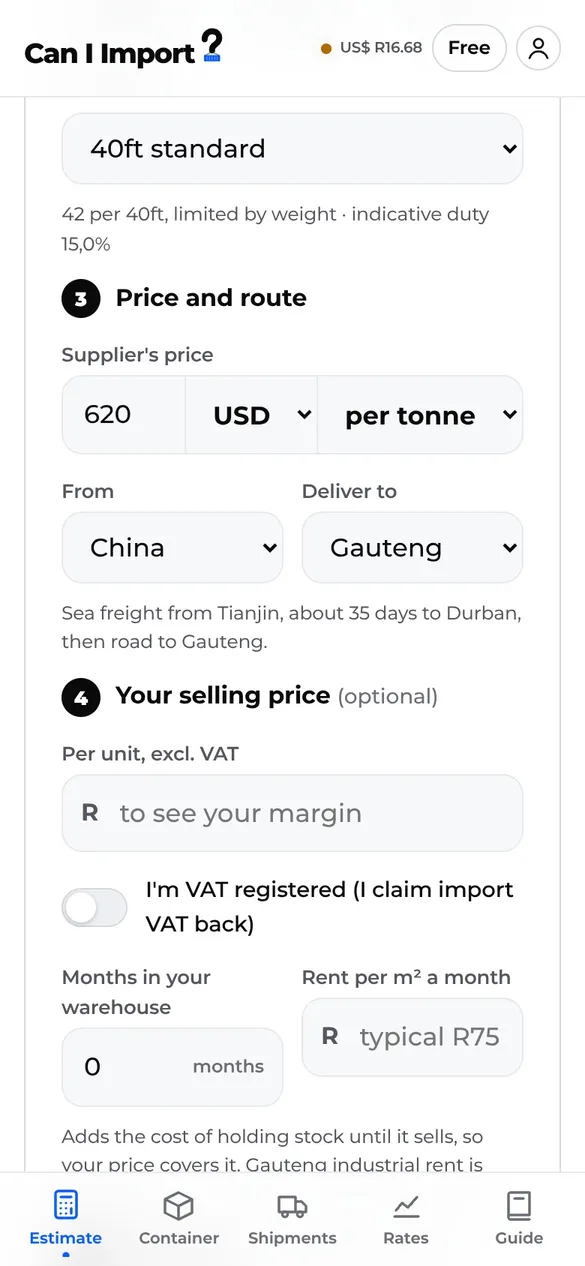 Can I Import ?
US$ R16.68
Free
40ft standard
42 per 40ft, limited by weight · indicative duty
15,0%
3 Price and route
Supplier's price
620 USD per tonne
From Deliver to
China Gauteng
Sea freight from Tianjin, about 35 days to Durban,
then road to Gauteng.
4 Your selling price (optional)
Per unit, excl. VAT
R to see your margin
I'm VAT registered (I claim import
VAT back)
Months in your
warehouse
Rent per m² a month
0 months
R typical R75
Adds the cost of holding stock until it sells, so
your price covers it. Gauteng industrial rent is
Estimate Container Shipments Rates Guide